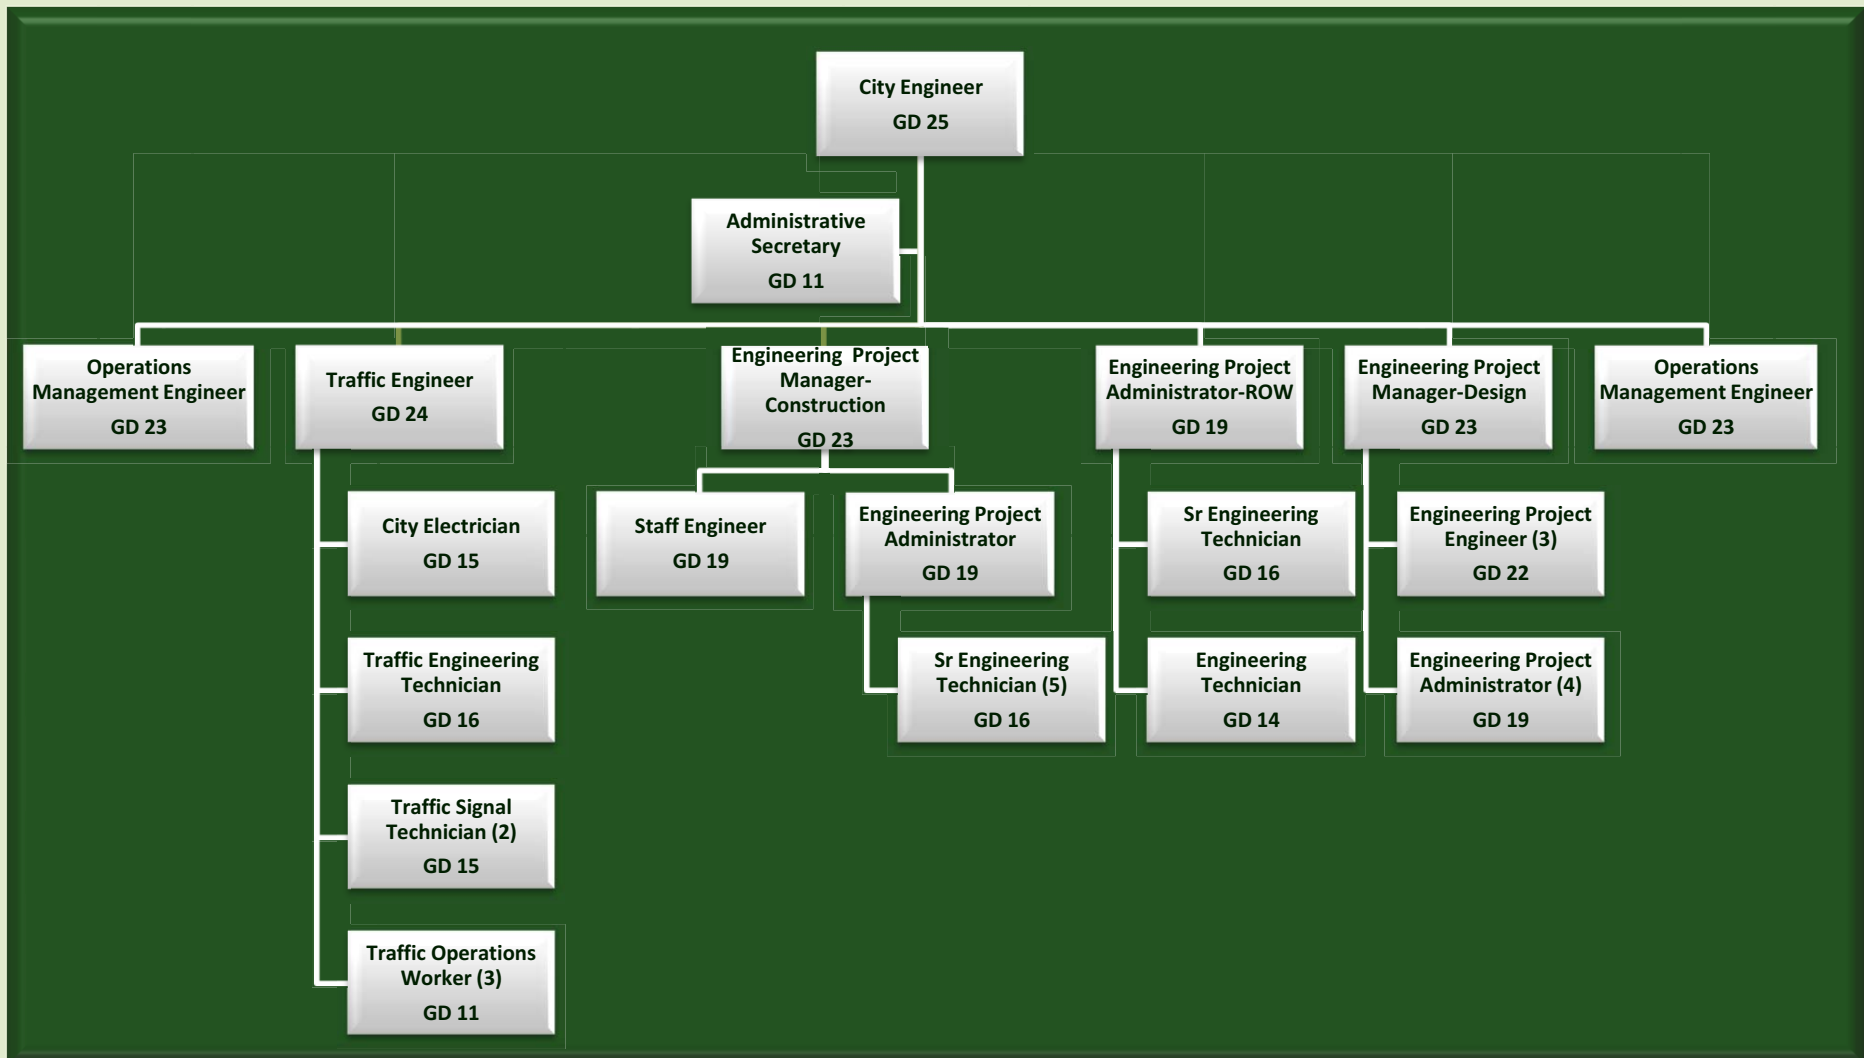 City Engineer
GD 25
Administrative
Secretary
GD 11
Operations
Management Engineer
GD 23
Traffic Engineer
GD 24
Engineering Project
Manager-
Construction
GD 23
Engineering Project
Administrator-ROW
GD 19
Engineering Project
Manager-Design
GD 23
Operations
Management Engineer
GD 23
City Electrician
GD 15
Traffic Engineering
Technician
GD 16
Traffic Signal
Technician (2)
GD 15
Traffic Operations
Worker (3)
GD 11
Staff Engineer
GD 19
Engineering Project
Administrator
GD 19
Sr Engineering
Technician (5)
GD 16
Sr Engineering
Technician
GD 16
Engineering
Technician
GD 14
Engineering Project
Engineer (3)
GD 22
Engineering Project
Administrator (4)
GD 19